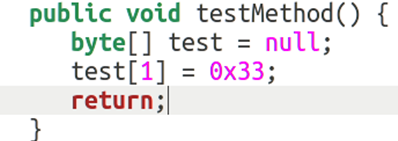 public void testMethod() {
byte[] test = null;
test[1] = 0x33;
return;
}